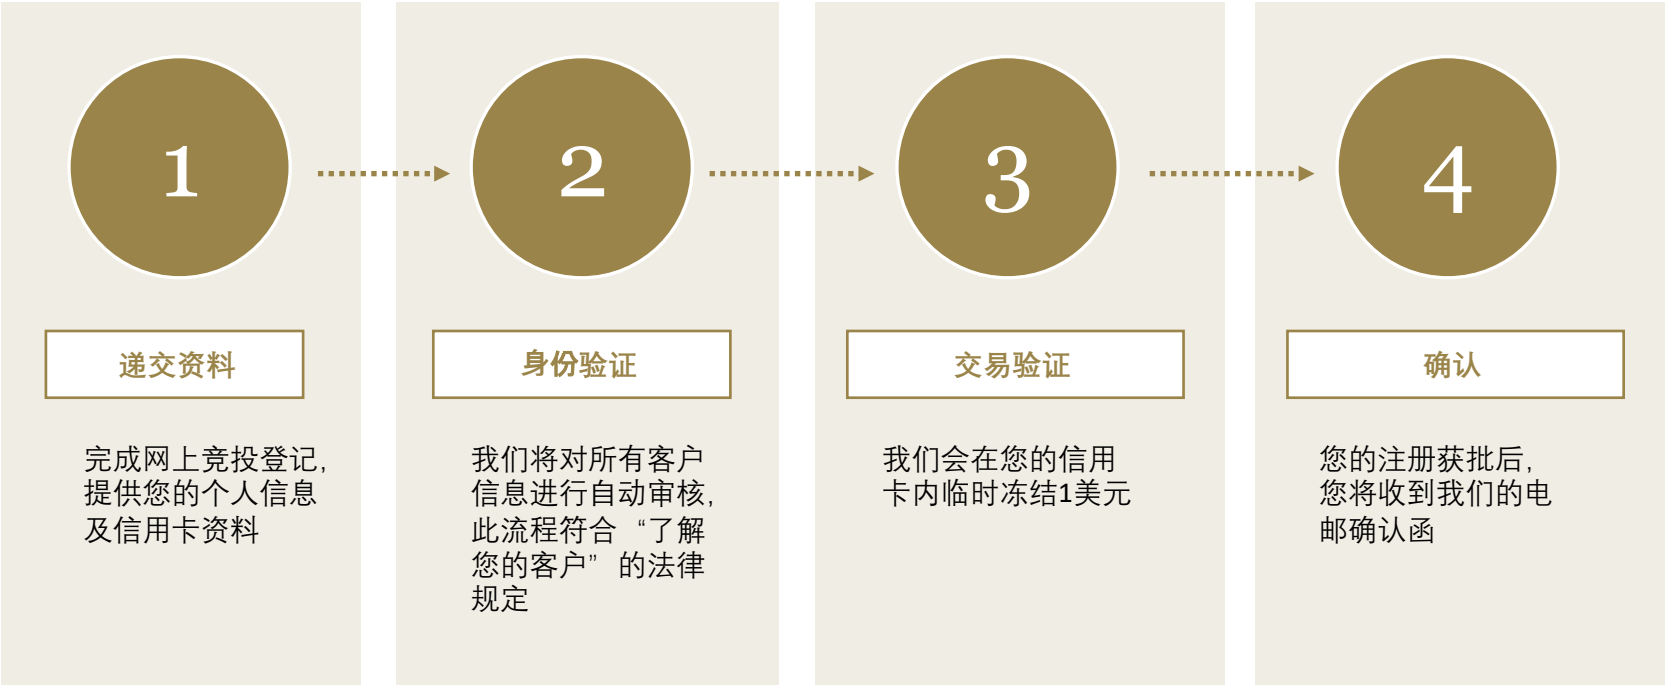 1
递交资料
完成网上竞投登记,
提供您的个人信息
及信用卡资料
2
身份验证
我们将对所有客户
信息进行自动审核,
此流程符合 “了解
您的客户” 的法律
规定
3
交易验证
我们会在您的信用
卡内临时冻结1美元
4
确认
您的注册获批后,
您将收到我们的电
邮确认函